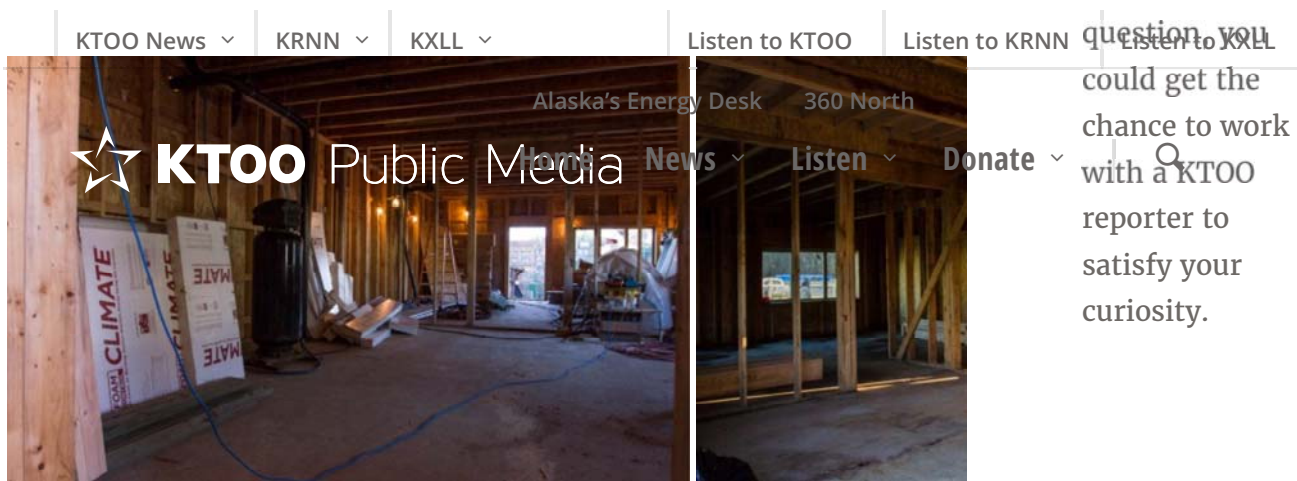 KTOO News KRNN KXLL Listen to KTOO Listen to KRNN Listen to KXLL
Alaska's Energy Desk 360 North
KTOO Public Media Home News Listen Donate
question, you
could get the
chance to work
with a KTOO
reporter to
satisfy your
curiosity.
FOAM CLIMATE
CLIMATE
MATE
MATE